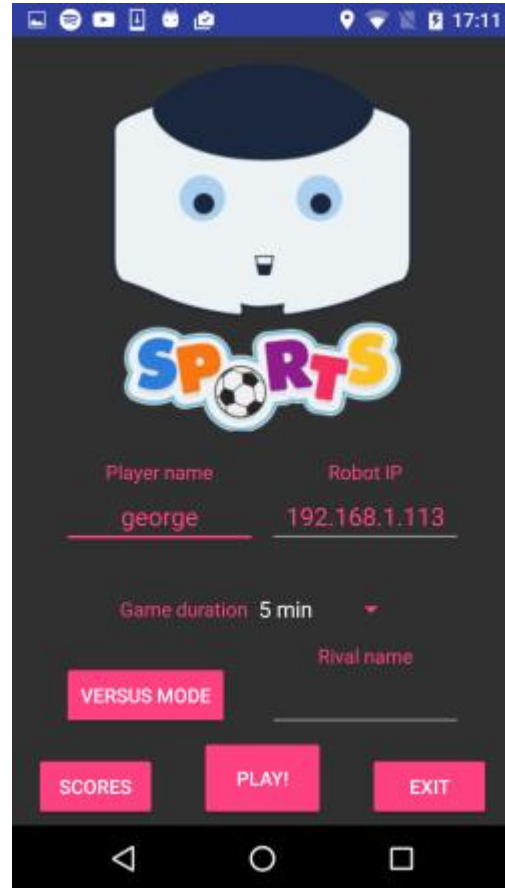 17:11
SPORTS
Player name
Robot IP
george
192.168.1.113
Game duration 5 min
Rival name
VERSUS MODE
SCORES
PLAY!
EXIT